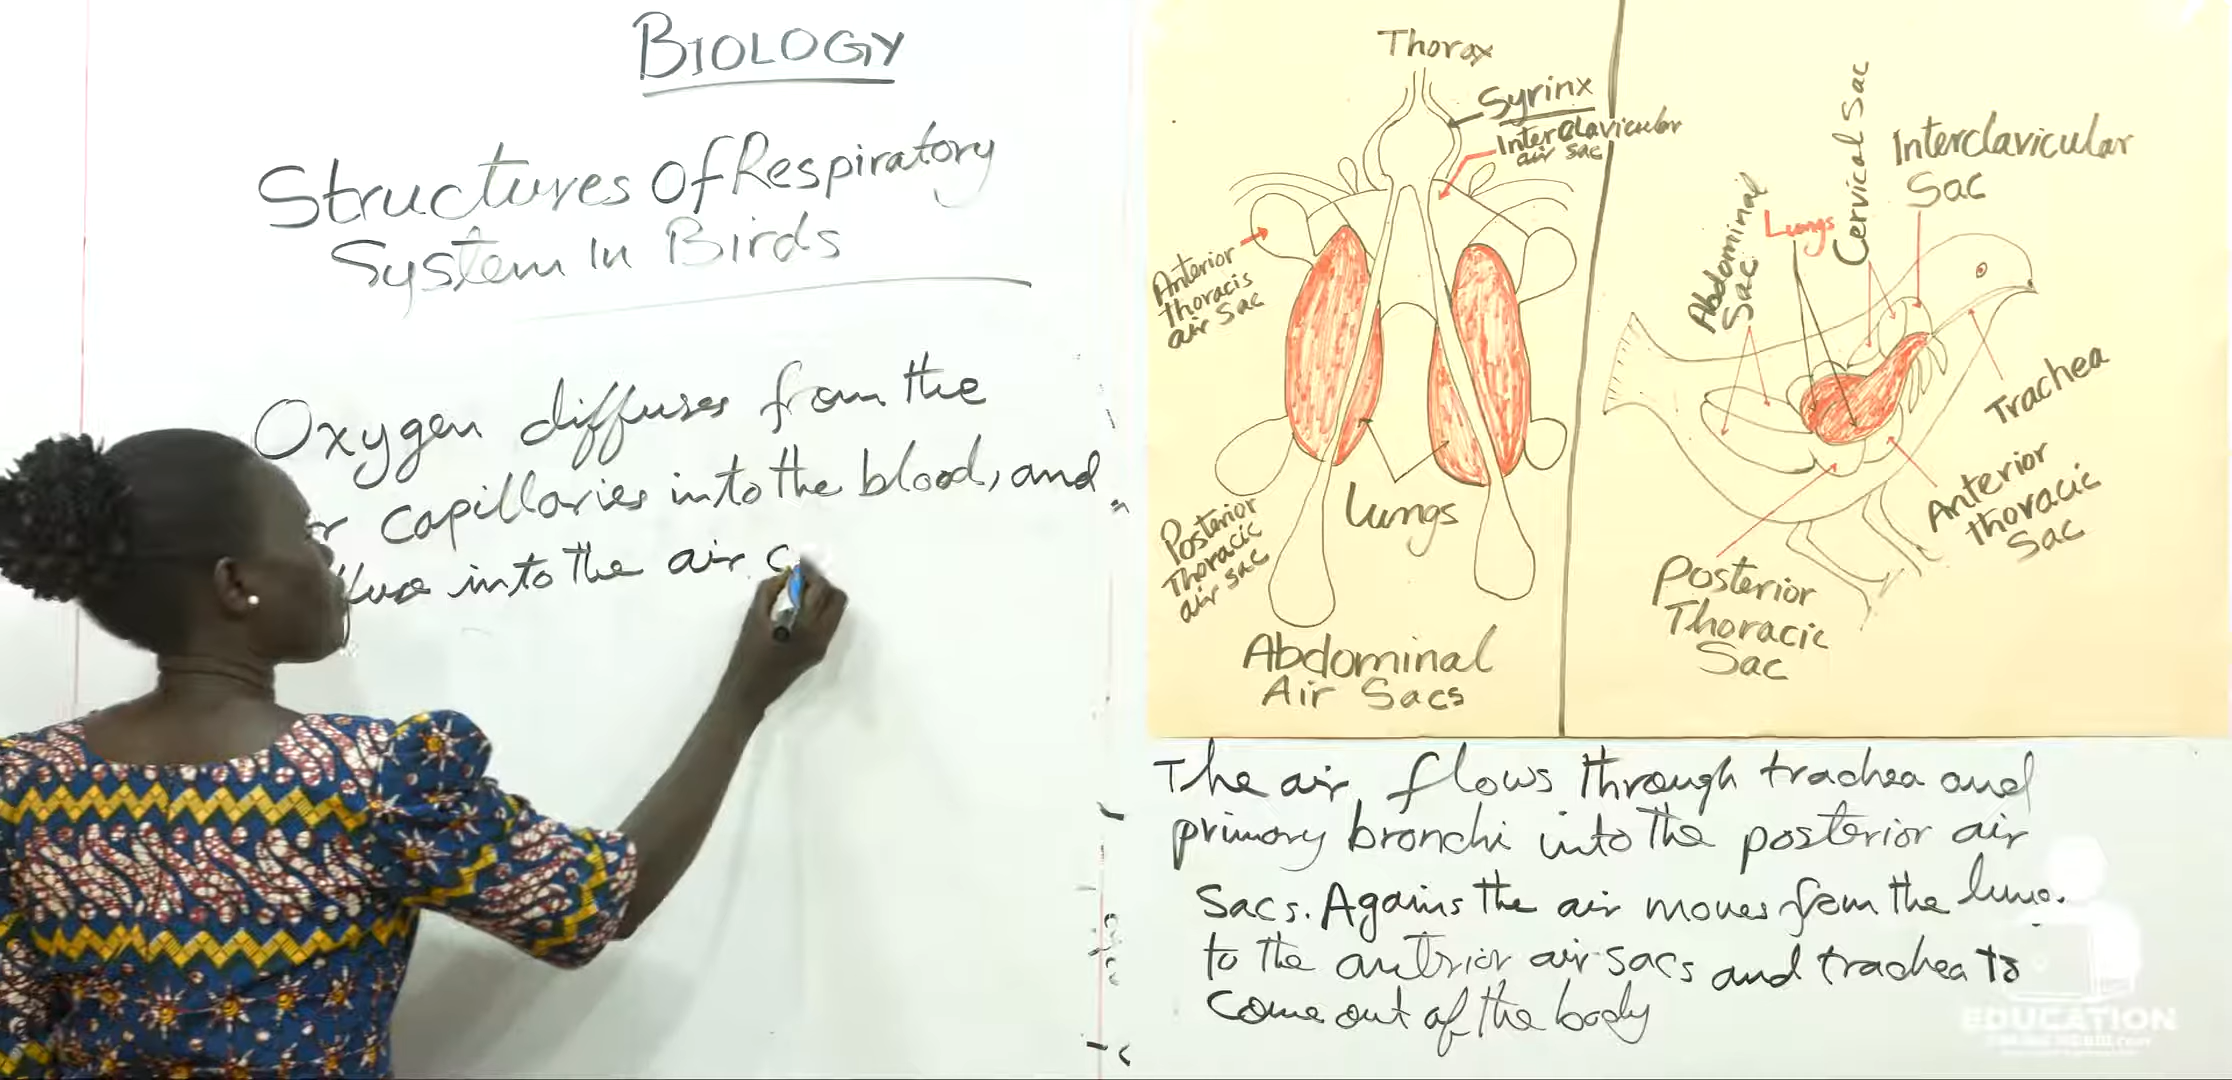 BIOLOGY
Structures Of Respiratory
System In Birds
Oxygen diffuses from the
capillaries into the blood, and
into the air
Thorax
Syrinx
Interclavicular
air sac
Anterior
thoracis
air sac
Posterior
Thoracic
air sac
Lungs
Abdominal
Air Sacs
Abdominal
Sac
Lungs
Cervical Sac
Interclavicular
Sac
Trachea
Anterior
thoracic
Sac
Posterior
Thoracic
Sac
The air flows through trachea and
primary bronchi into the posterior air
Sacs. Agains the air moves from the
to the antrior air sacs and trachea to
Come out of the body
EDUCATION